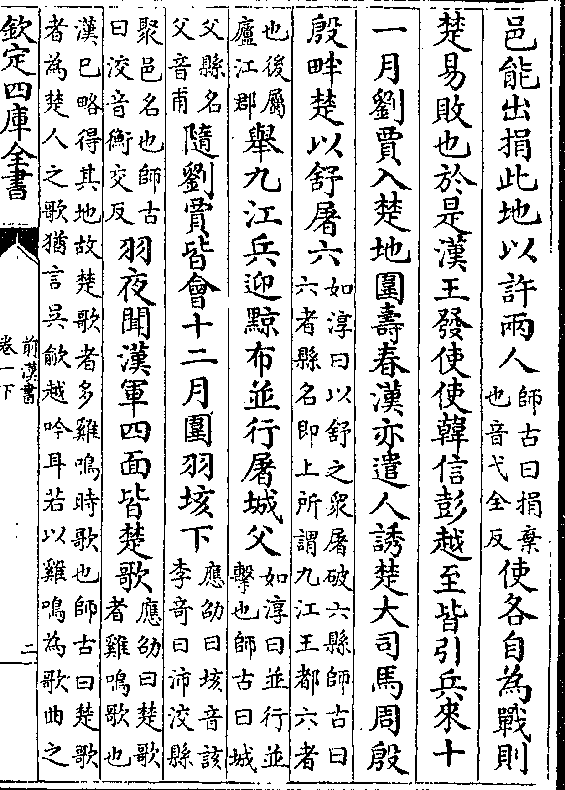 邑能出捐此地以許兩人師古曰捐棄也音弋全反使各自為戰則
楚易敗也於是漢王發使使韓信彭越至皆引兵來十
一月劉賈入楚地圍壽春漢亦遣人誘楚大司馬周殷
殷畔楚以舒屠六如淳曰以舒之衆屠破六縣師古曰六者縣名即上所謂九江王都六者
也後屬廬江郡舉九江兵迎黥布並行屠城父如淳曰並行並擊也師古曰城
父縣名父音甫隨劉賈皆會十二月圍羽垓下應劭曰垓音該李竒曰沛洨縣
聚邑名也師古曰洨音衡交反羽夜聞漢軍四面皆楚歌應劭曰楚歌者雞鳴歌也
漢已略得其地故楚歌者多雞鳴時歌也師古曰楚歌者為楚人之歌猶言吴歈越吟耳若以雞鳴為歌曲之
欽定四庫全書
前漢書
卷一下
二